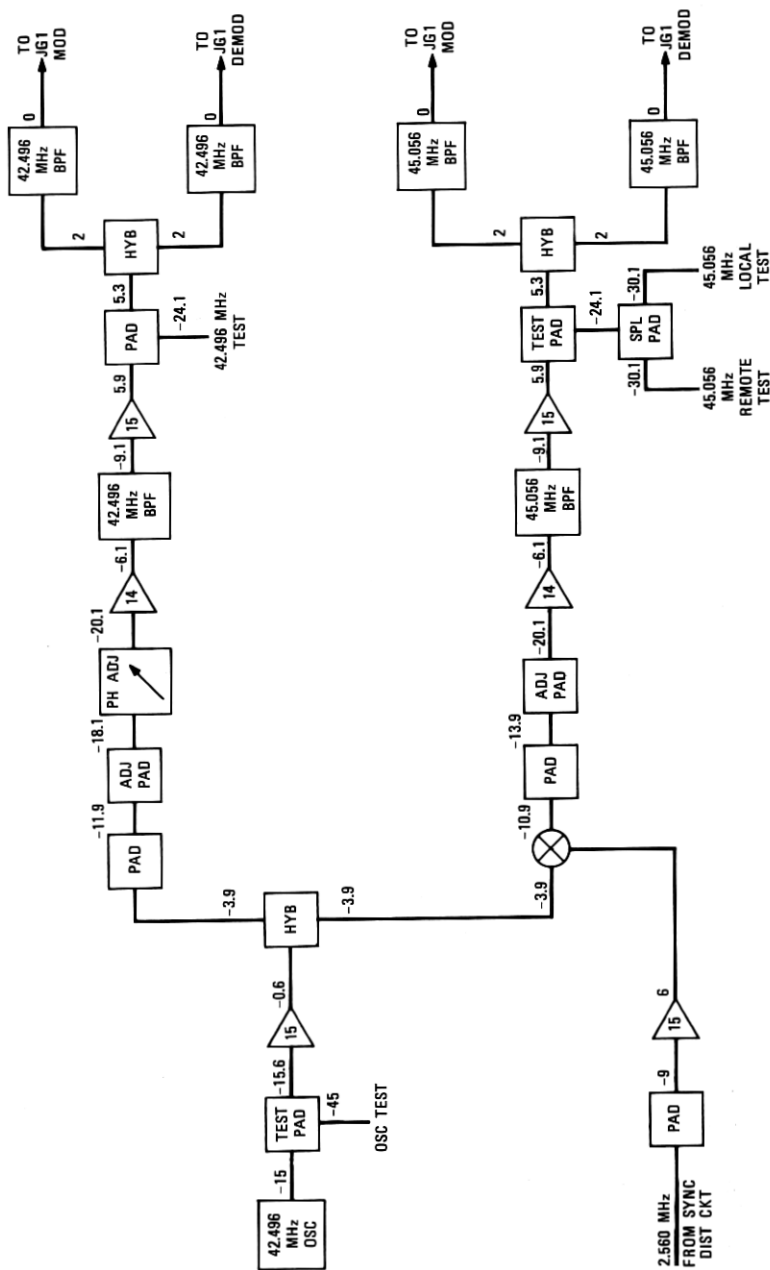 42.496
MHz
OSC
-15
TEST
PAD
-45
OSC TEST
-15.6
15
-0.6
HYB
-3.9
-3.9
PAD
-11.9
ADJ
PAD
-18.1
PH ADJ
-20.1
14
-6.1
42.496
MHz
BPF
-9.1
15
5.9
PAD
-24.1
42.496 MHz
TEST
5.3
HYB
2
2
42.496
MHz
BPF
0
TO
JG1
MOD
42.496
MHz
BPF
0
TO
JG1
DEMOD
2.560 MHz
FROM SYNC
DIST CKT
PAD
-9
15
6
-3.9
-10.9
PAD
-13.9
ADJ
PAD
-20.1
14
-6.1
45.056
MHz
BPF
-9.1
15
5.9
TEST
PAD
-24.1
SPL
PAD
-30.1
-30.1
45.056
MHz
REMOTE
TEST
45.056
MHz
LOCAL
TEST
5.3
HYB
2
2
45.056
MHz
BPF
0
TO
JG1
MOD
45.056
MHz
BPF
0
TO
JG1
DEMOD